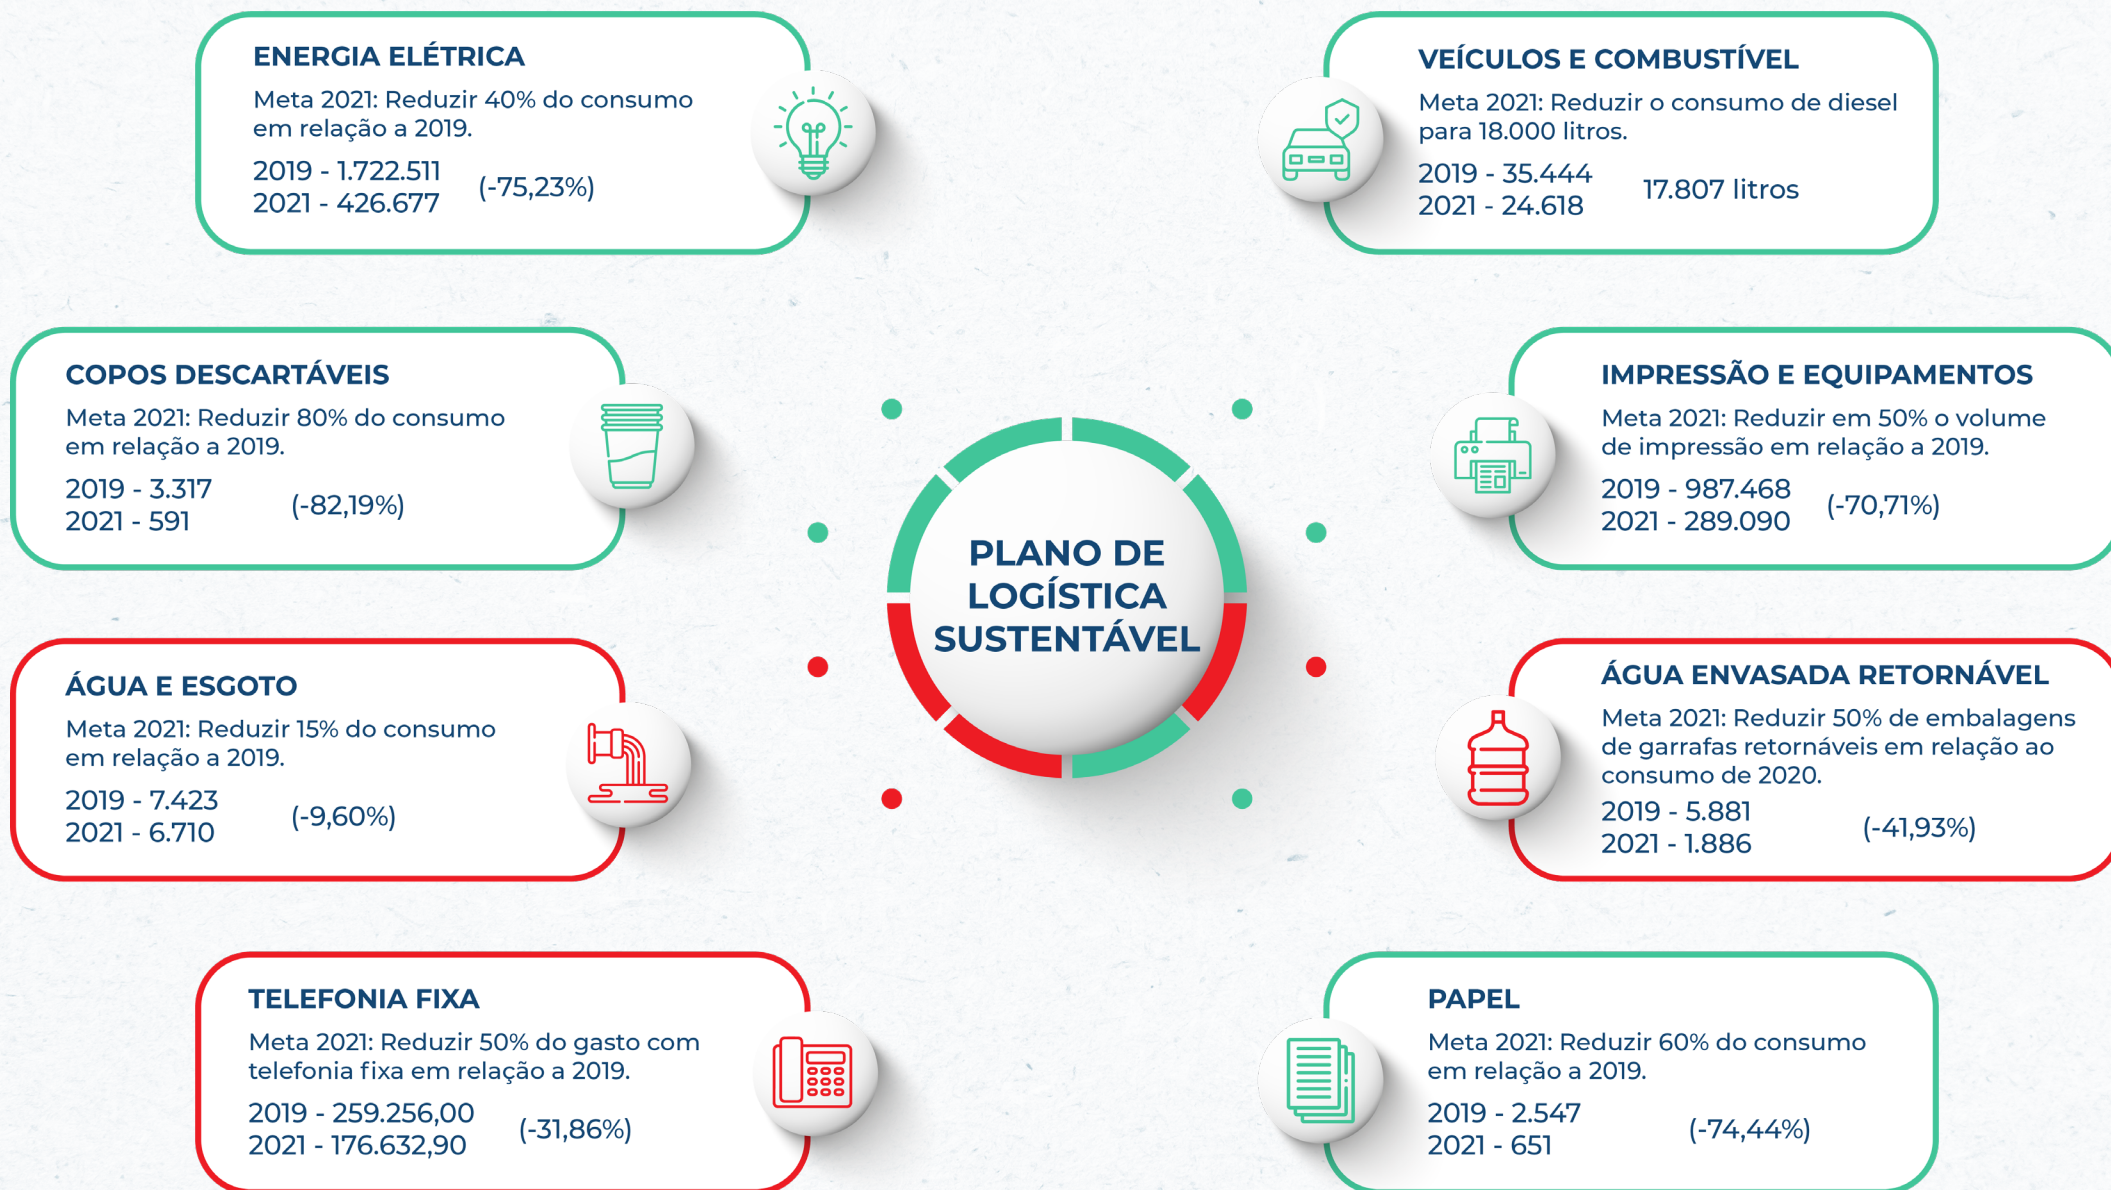 ENERGIA ELÉTRICA
Meta 2021: Reduzir 40% do consumo
em relação a 2019.
2019 - 1.722.511
2021 - 426.677
(-75,23%)
VEÍCULOS E COMBUSTÍVEL
Meta 2021: Reduzir o consumo de diesel
para 18.000 litros.
2019 - 35.444
2021 - 24.618
17.807 litros
COPOS DESCARTÁVEIS
Meta 2021: Reduzir 80% do consumo
em relação a 2019.
2019 - 3.317
2021 - 591
(-82,19%)
IMPRESSÃO E EQUIPAMENTOS
Meta 2021: Reduzir em 50% o volume
de impressão em relação a 2019.
2019 - 987.468
2021 - 289.090
(-70,71%)
PLANO DE
LOGÍSTICA
SUSTENTÁVEL
ÁGUA E ESGOTO
Meta 2021: Reduzir 15% do consumo
em relação a 2019.
2019 - 7.423
2021 - 6.710
(-9,60%)
ÁGUA ENVASADA RETORNÁVEL
Meta 2021: Reduzir 50% de embalagens
de garrafas retornáveis em relação ao
consumo de 2020.
2019 - 5.881
2021 - 1.886
(-41,93%)
TELEFONIA FIXA
Meta 2021: Reduzir 50% do gasto com
telefonia fixa em relação a 2019.
2019 - 259.256,00
2021 - 176.632,90
(-31,86%)
PAPEL
Meta 2021: Reduzir 60% do consumo
em relação a 2019.
2019 - 2.547
2021 - 651
(-74,44%)